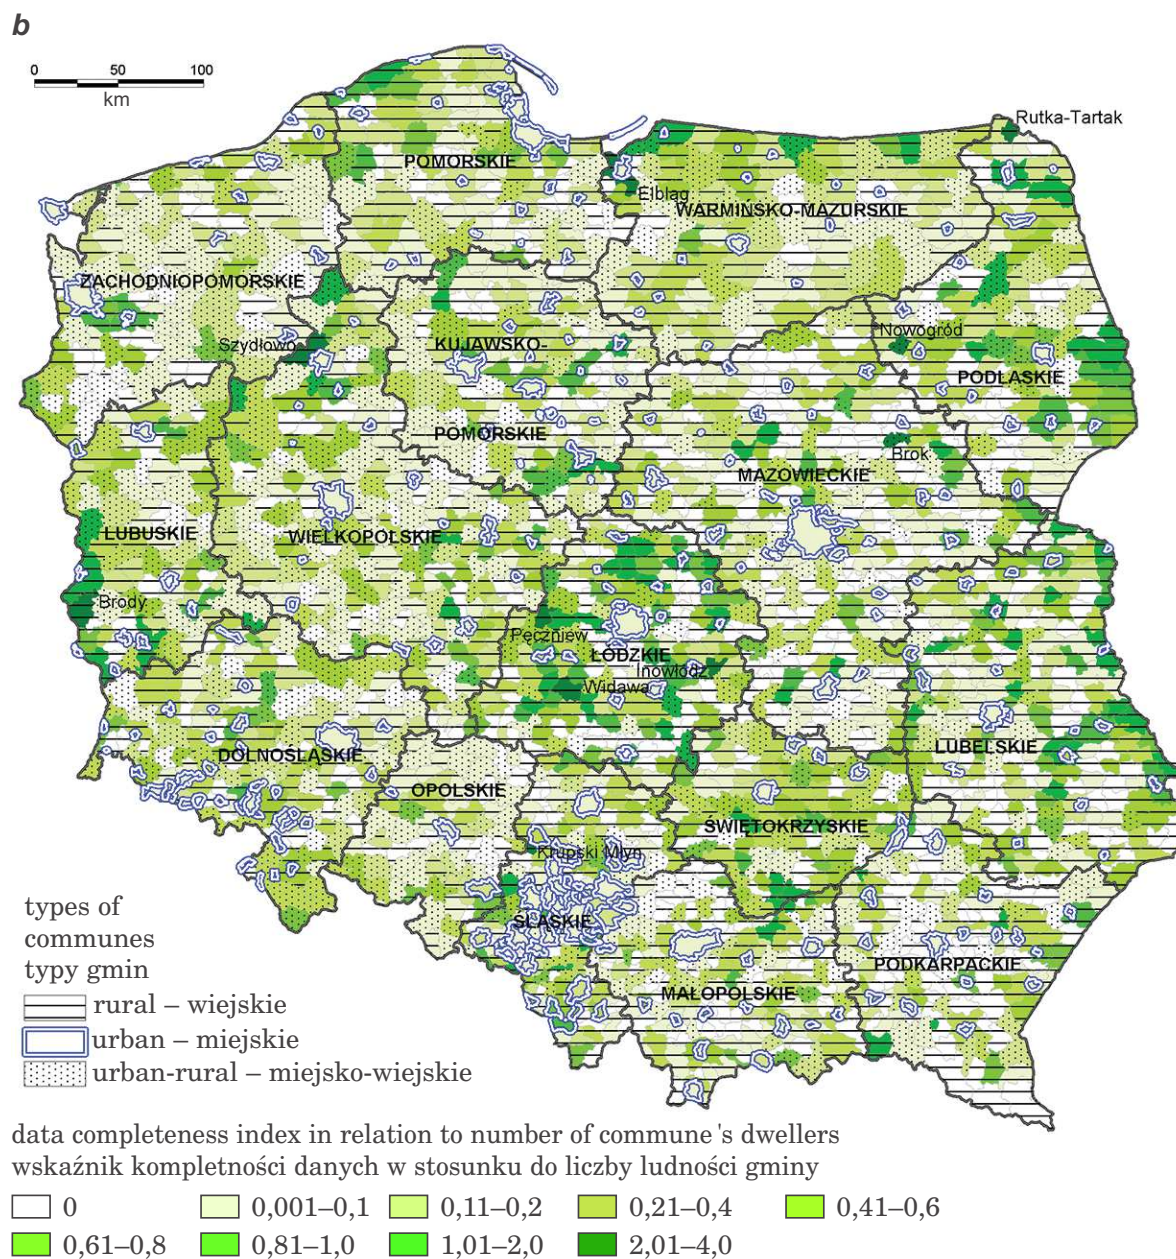 b
0 50 100
km
Rutka-Tartak
POMORSKIE
Elbląg
WARMIŃSKO-MAZURSKIE
ZACHODNIOPOMORSKIE
Nowogród
Szydłowo
KUJAWSKO-
PODLASKIE
POMORSKIE
Brok
MAZOWIECKIE
LUBUSKIE
WIELKOPOLSKIE
Brody
Pęczniew
ŁÓDZKIE
Inowłódz
Widawa
LUBELSKIE
DOLNOŚLĄSKIE
OPOLSKIE
ŚWIĘTOKRZYSKIE
Krupski Młyn
ŚLĄSKIE
PODKARPACKIE
MAŁOPOLSKIE
types of
communes
typy gmin
rural – wiejskie
urban – miejskie
urban-rural – miejsko-wiejskie
data completeness index in relation to number of commune's dwellers
wskaźnik kompletności danych w stosunku do liczby ludności gminy
0 0,001–0,1 0,11–0,2 0,21–0,4 0,41–0,6
0,61–0,8 0,81–1,0 1,01–2,0 2,01–4,0